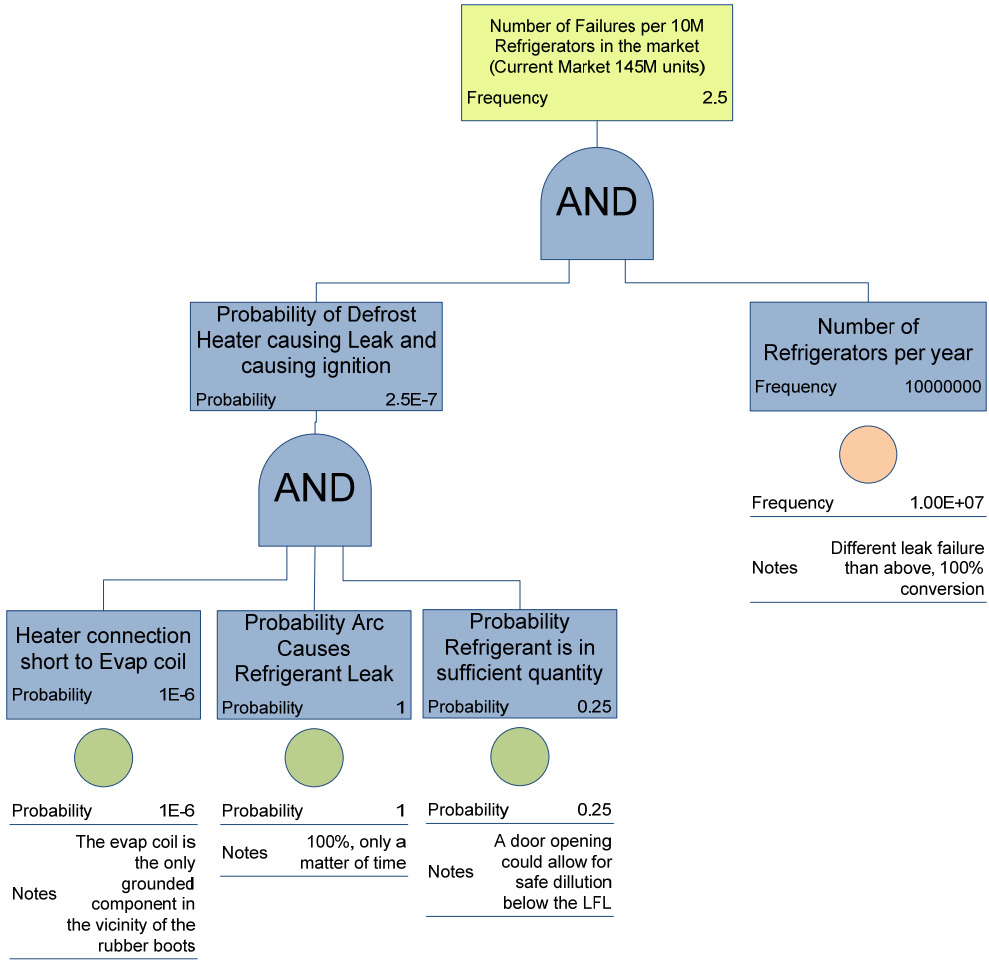 Number of Failures per 10M
Refrigerators in the market
(Current Market 145M units)
Frequency 2.5
AND
Probability of Defrost
Heater causing Leak and
causing ignition
Probability 2.5E-7
Number of
Refrigerators per year
Frequency 10000000
AND
Frequency 1.00E+07
Notes
Different leak failure
than above, 100%
conversion
Heater connection
short to Evap coil
Probability 1E-6
Probability Arc
Causes
Refrigerant Leak
Probability 1
Probability
Refrigerant is in
sufficient quantity
Probability 0.25
Probability 1E-6
Notes
The evap coil is
the only
grounded
component in
the vicinity of the
rubber boots
Probability 1
Notes
100%, only a
matter of time
Probability 0.25
Notes
A door opening
could allow for
safe dillution
below the LFL